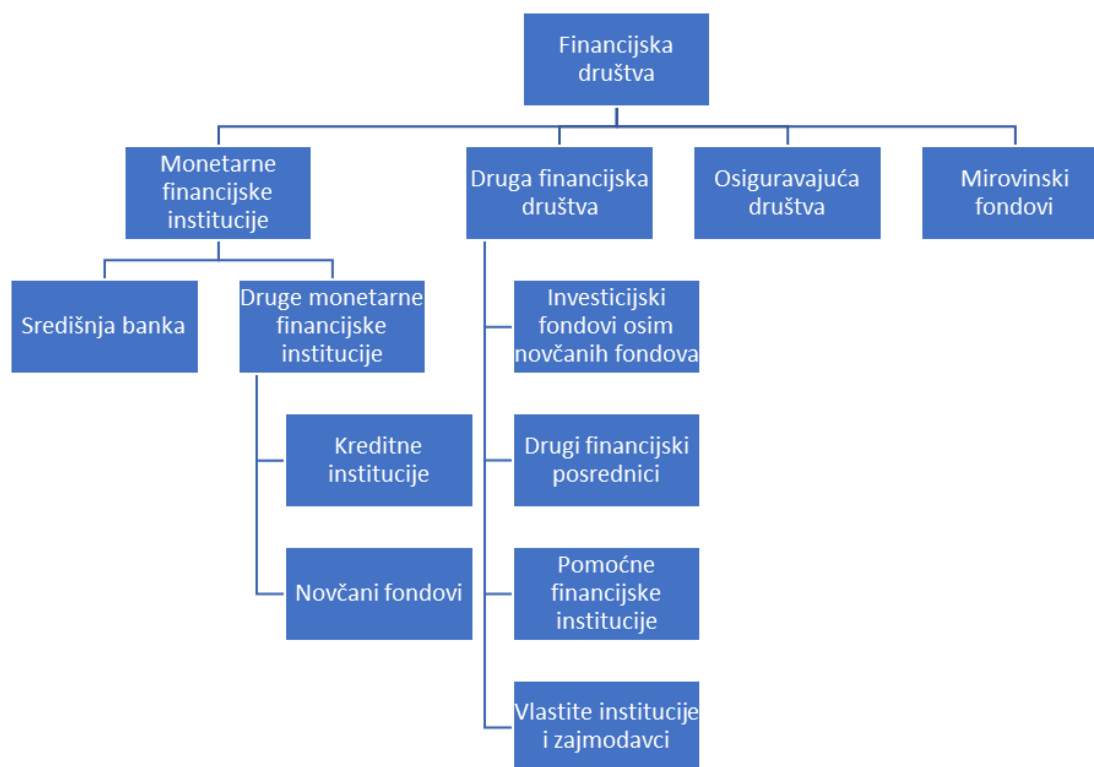 Financijska
društva
Monetarne
financijske
institucije
Druga financijska
društva
Osiguravajuća
društva
Mirovinski
fondovi
Središnja banka
Druge monetarne
financijske
institucije
Investicijski
fondovi osim
novčanih fondova
Kreditne
institucije
Drugi financijski
posrednici
Novčani fondovi
Pomoćne
financijske
institucije
Vlastite institucije
i zajmodavci